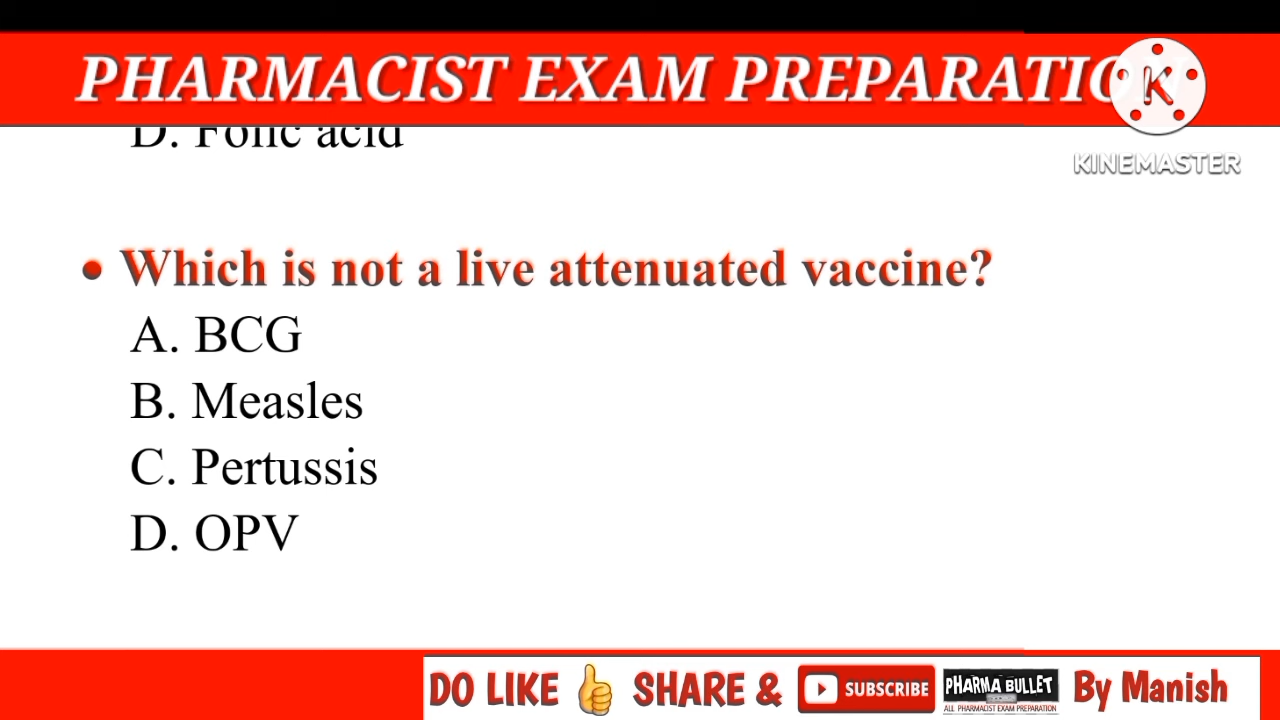 PHARMACIST EXAM PREPARATIO
K
KINEMASTER
D. Folic acid
• Which is not a live attenuated vaccine?
A. BCG
B. Measles
C. Pertussis
D. OPV
DO LIKE SHARE & SUBSCRIBE PHARMA BULLET By Manish
ALL PHARMACIST EXAM PREPARATION